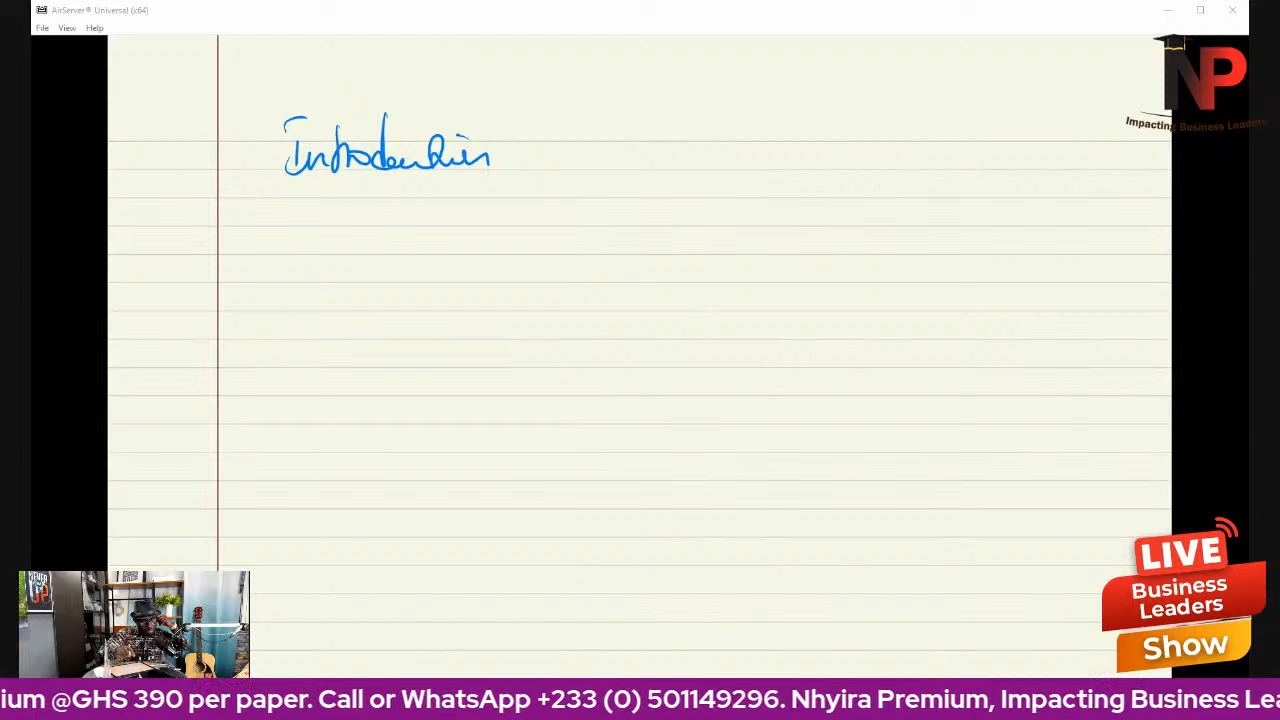 AirServer® Universal (x64)
File View Help
NP
Impacting Business Leaders
Introduction
LIVE
Business
Leaders
Show
ium @GHS 390 per paper. Call or WhatsApp +233 (0) 501149296. Nhyira Premium, Impacting Business Lea